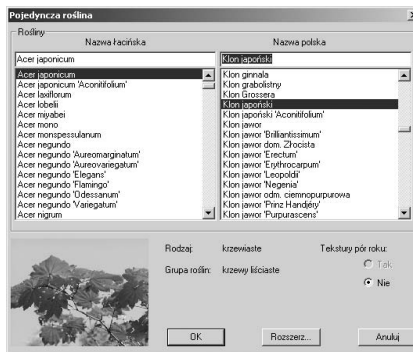 Pojedyncza roślina
Rośliny
Nazwa łacińska
Nazwa polska
Acer japonicum
Klon japoński
Acer japonicum
Acer japonicum 'Aconitifolium'
Acer laxiflorum
Acer lobelii
Acer miyabei
Acer mono
Acer monspessulanum
Acer negundo
Acer negundo 'Aureomarginatum'
Acer negundo 'Aureovariegatum'
Acer negundo 'Elegans'
Acer negundo 'Flamingo'
Acer negundo 'Odessanum'
Acer negundo 'Variegatum'
Acer nigrum
Klon ginnala
Klon grabolistny
Klon Grossera
Klon japoński
Klon japoński 'Aconitifolium'
Klon jawor
Klon jawor 'Brilliantissimum'
Klon jawor dom. Złocista
Klon jawor 'Erectum'
Klon jawor 'Erythrocarpum'
Klon jawor 'Leopoldii'
Klon jawor 'Negenia'
Klon jawor odm. ciemnopurpurowa
Klon jawor 'Prinz Handjéry'
Klon jawor 'Purpurascens'
Rodzaj: krzewiaste
Grupa roślin: krzewy liściaste
Tekstury pór roku:
Tak
Nie
OK
Rozszerz...
Anuluj